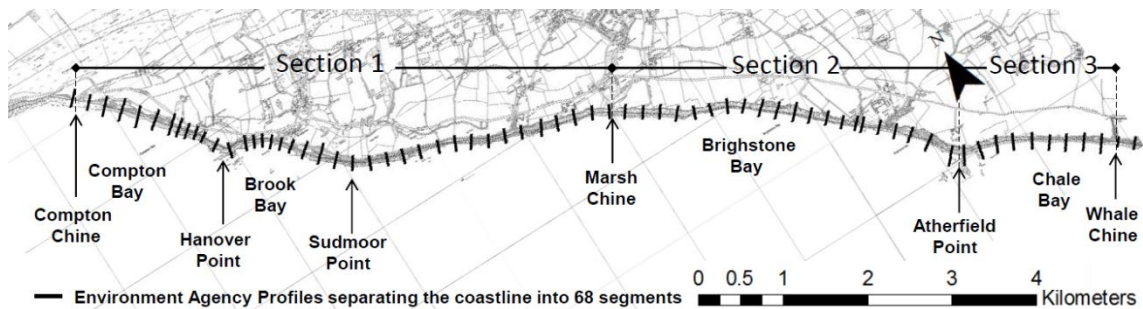 Section 1
Section 2
Section 3
N
Compton
Bay
Brook
Bay
Brighstone
Bay
Chale
Bay
Compton
Chine
Hanover
Point
Sudmoor
Point
Marsh
Chine
Atherfield
Point
Whale
Chine
Environment Agency Profiles separating the coastline into 68 segments
0 0.5 1 2 3 4
Kilometers